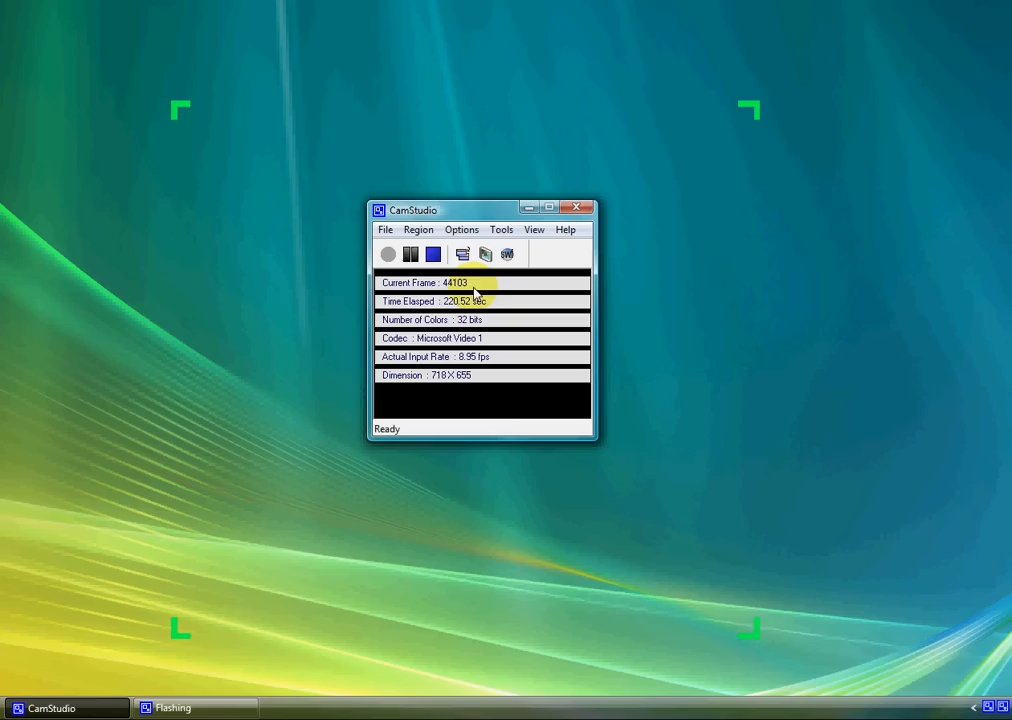 CamStudio
File Region Options Tools View Help
SWF
Current Frame : 44103
Time Elasped : 220.52 sec
Number of Colors : 32 bits
Codec : Microsoft Video 1
Actual Input Rate : 8.95 fps
Dimension : 718 X 655
Ready
CamStudio Flashing